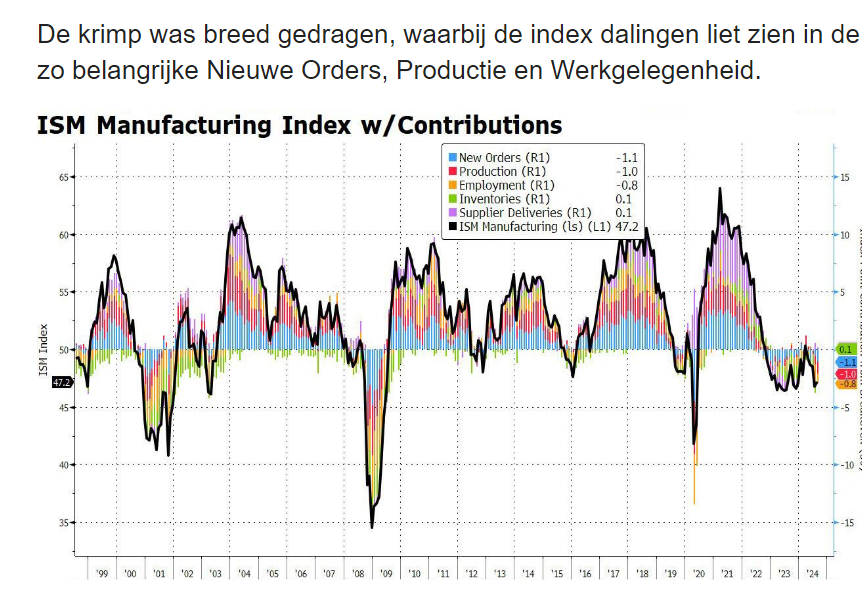 De krimp was breed gedragen, waarbij de index dalingen liet zien in de
zo belangrijke Nieuwe Orders, Productie en Werkgelegenheid.
ISM Manufacturing Index w/Contributions
New Orders (R1) -1.1
Production (R1) -1.0
Employment (R1) -0.8
Inventories (R1) 0.1
Supplier Deliveries (R1) 0.1
ISM Manufacturing (ls) (L1) 47.2
65
60
55
50
45
40
35
47.2
ISM Index
15
10
5
0.1
-1.1
-1.0
-0.8
-5
-10
-15
'99 '00 '01 '02 '03 '04 '05 '06 '07 '08 '09 '10 '11 '12 '13 '14 '15 '16 '17 '18 '19 '20 '21 '22 '23 '24